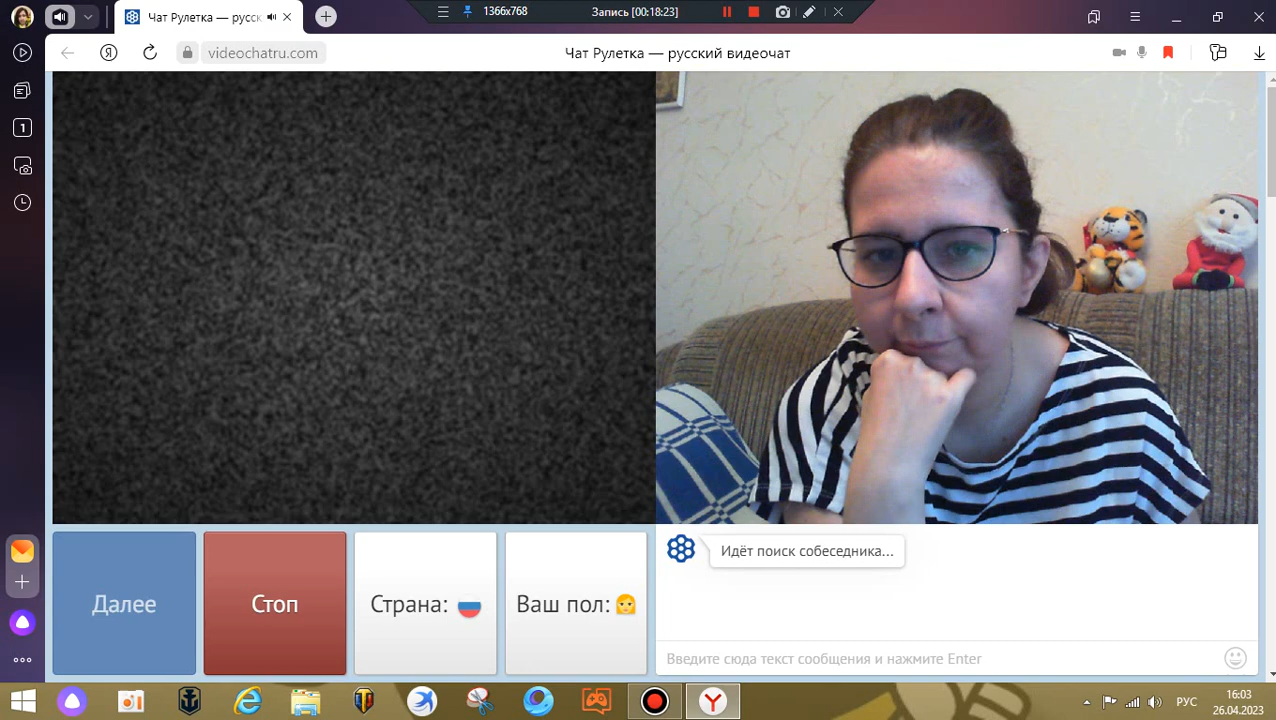 Чат Рулетка — русск
1366x768
Запись [00:18:23]
Я
videochatru.com
Чат Рулетка — русский видеочат
1
Идёт поиск собеседника...
Далее
Стоп
Страна:
Ваш пол:
Введите сюда текст сообщения и нажмите Enter
РУС
16:03
26.04.2023